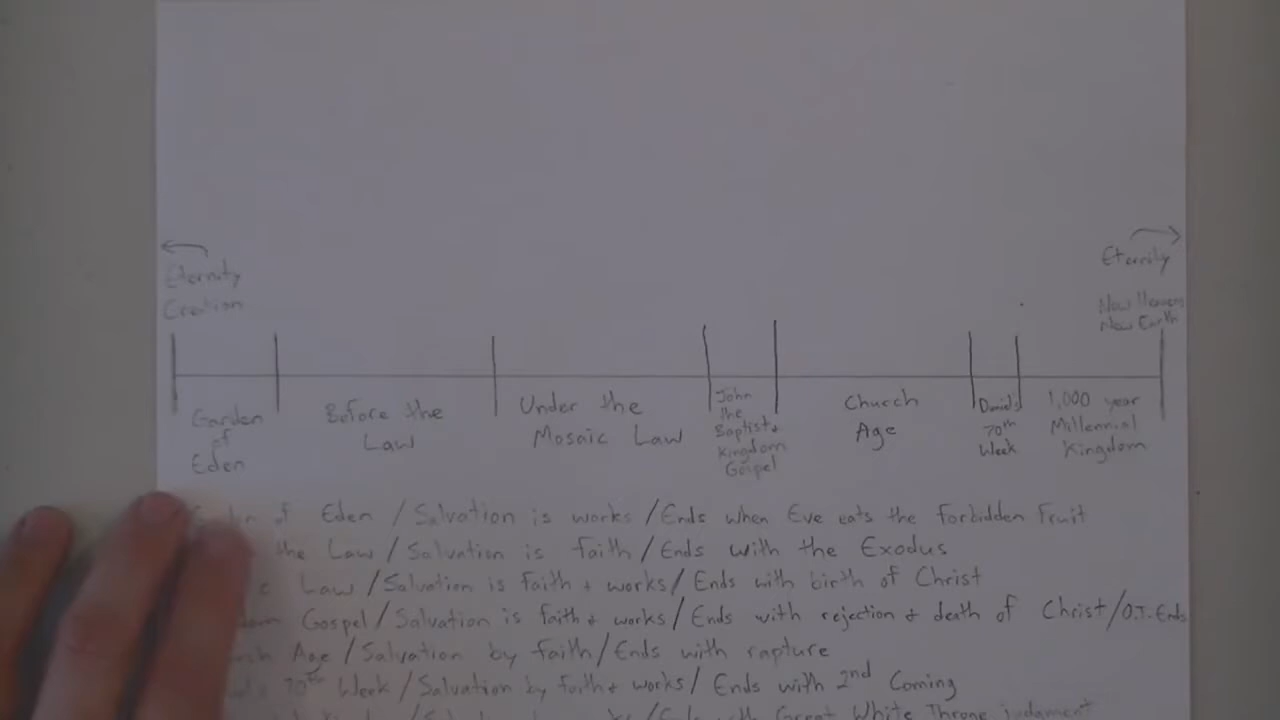 Eternity
Creation
Eternity
New Heavens
New Earth
Garden
of
Eden
Before the
Law
Under the
Mosaic Law
John
the
Baptist +
Kingdom
Gospel
Church
Age
Daniel's
70th
Week
1,000 year
Millennial
Kingdom
of Eden / Salvation is works / Ends when Eve eats the forbidden fruit
the Law / Salvation is faith / Ends with the Exodus
Law / Salvation is faith + works / Ends with birth of Christ
Gospel / Salvation is faith + works / Ends with rejection + death of Christ / O.T. Ends
Age / Salvation by faith / Ends with rapture
70th Week / Salvation by faith + works / Ends with 2nd Coming
Great White Throne judgment